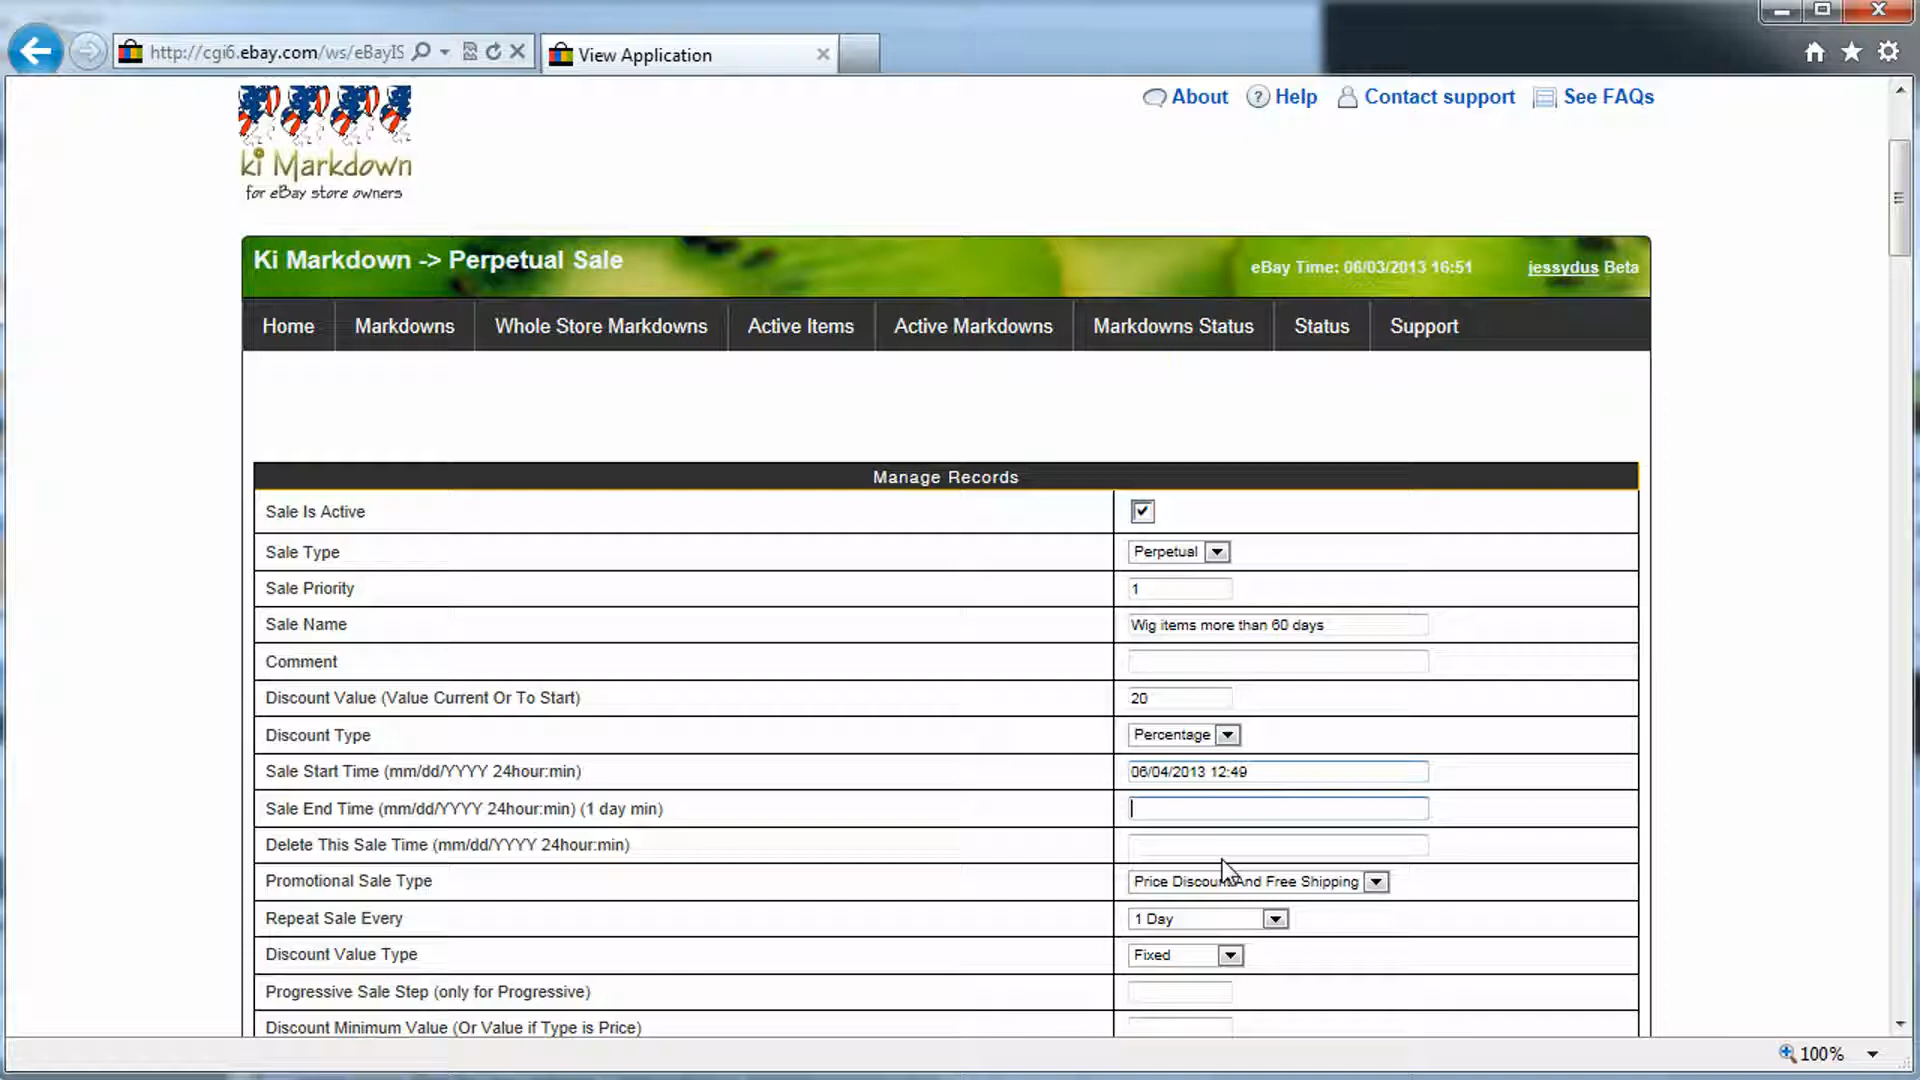 http://cgi6.ebay.com/ws/eBayIS
View Application
ki Markdown
for eBay store owners
About Help Contact support See FAQs
Ki Markdown -> Perpetual Sale
eBay Time: 06/03/2013 16:51 jessydus Beta
Home Markdowns Whole Store Markdowns Active Items Active Markdowns Markdowns Status Status Support
Manage Records
Sale Is Active
Sale Type Perpetual
Sale Priority 1
Sale Name Wig items more than 60 days
Comment
Discount Value (Value Current Or To Start) 20
Discount Type Percentage
Sale Start Time (mm/dd/YYYY 24hour:min) 06/04/2013 12:49
Sale End Time (mm/dd/YYYY 24hour:min) (1 day min)
Delete This Sale Time (mm/dd/YYYY 24hour:min)
Promotional Sale Type Price Discount And Free Shipping
Repeat Sale Every 1 Day
Discount Value Type Fixed
Progressive Sale Step (only for Progressive)
Discount Minimum Value (Or Value if Type is Price)
100%